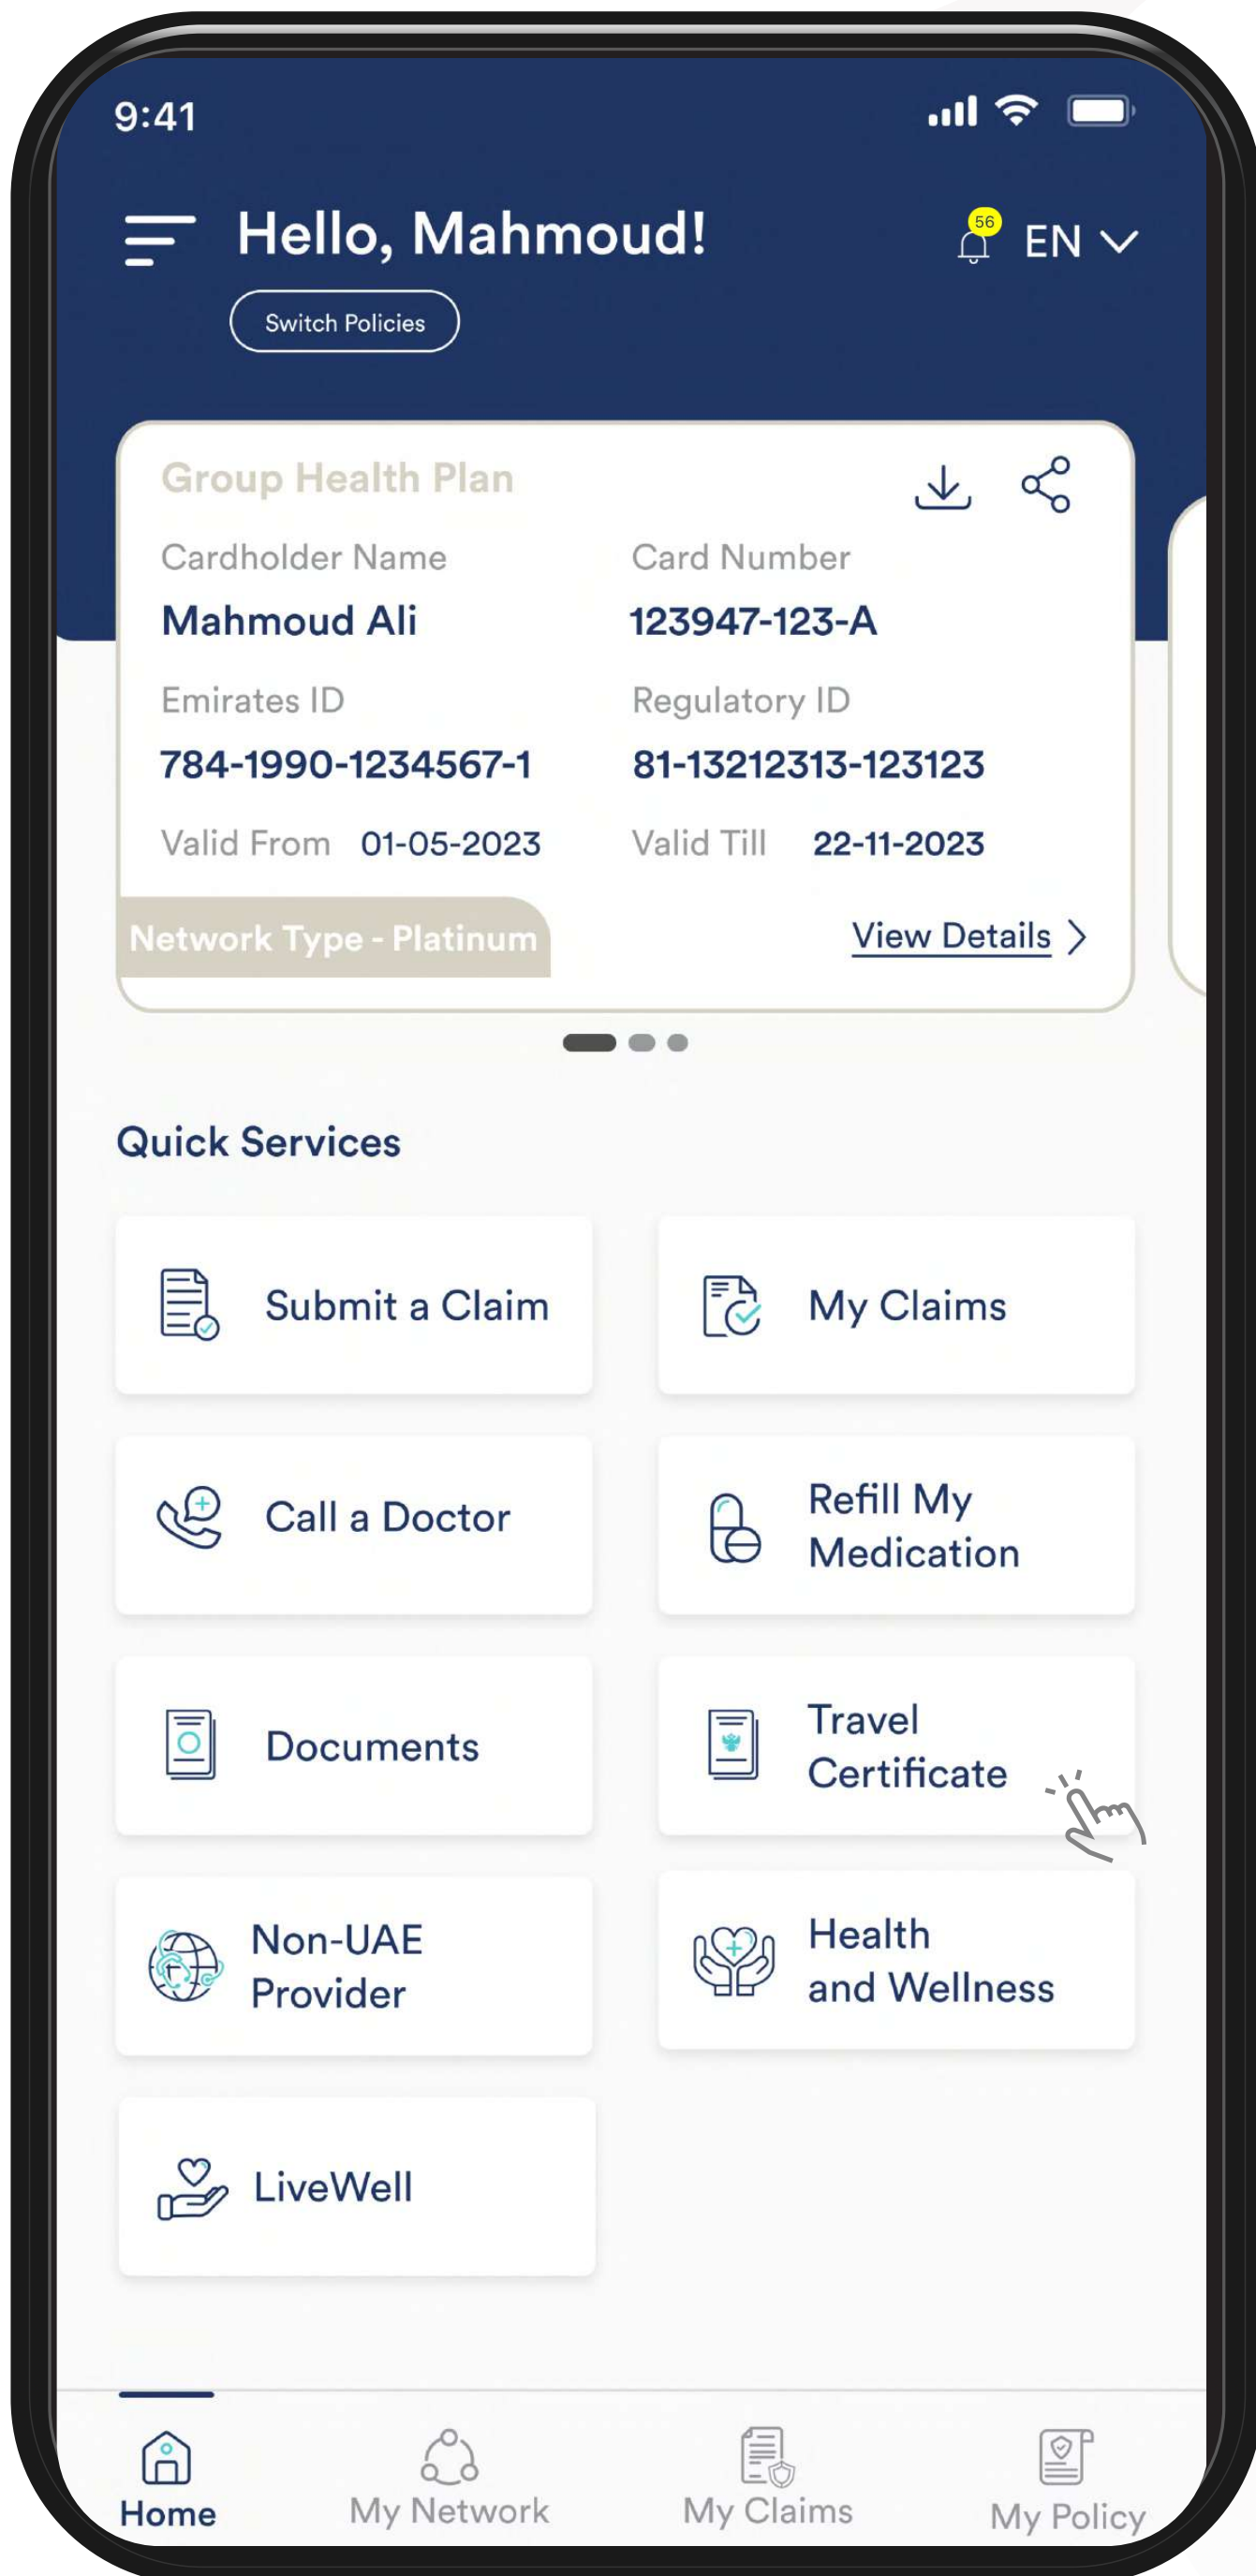 9:41
Hello, Mahmoud!
56
EN
Switch Policies
Group Health Plan
Cardholder Name
Card Number
Mahmoud Ali
123947-123-A
Emirates ID
Regulatory ID
784-1990-1234567-1
81-13212313-123123
Valid From 01-05-2023
Valid Till 22-11-2023
Network Type - Platinum
View Details
Quick Services
Submit a Claim
My Claims
Call a Doctor
Refill My
Medication
Documents
Travel
Certificate
Non-UAE
Provider
Health
and Wellness
LiveWell
Home
My Network
My Claims
My Policy